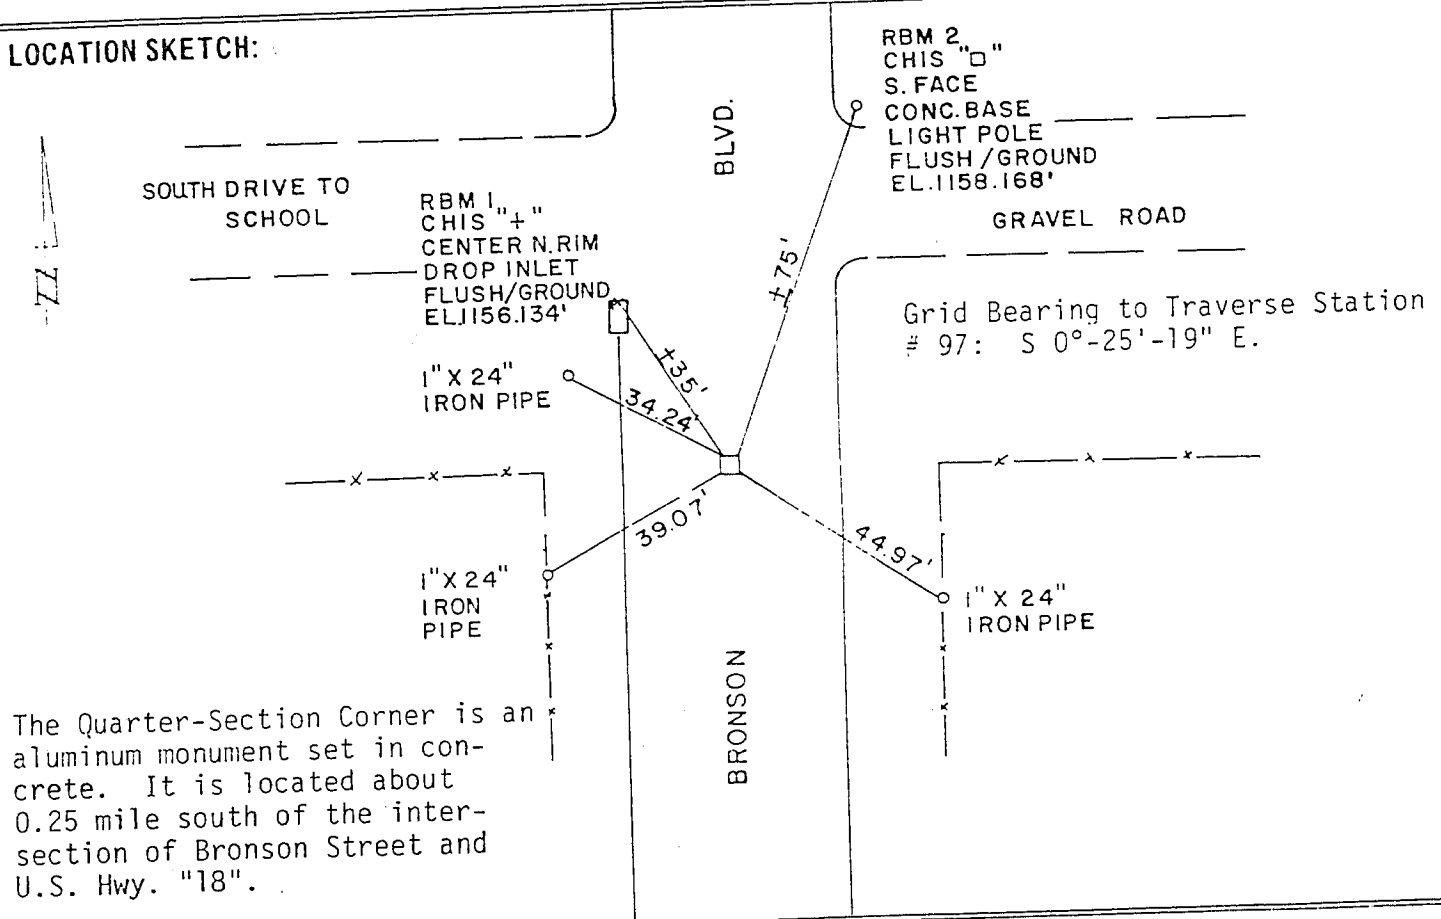 LOCATION SKETCH:
RBM 2
CHIS "□"
S. FACE
CONC. BASE
LIGHT POLE
FLUSH/GROUND
EL.1158.168'
BLVD.
SOUTH DRIVE TO
SCHOOL
RBM 1
CHIS "+"
CENTER N. RIM
DROP INLET
FLUSH/GROUND
EL.1156.134'
GRAVEL ROAD
±75'
N
Grid Bearing to Traverse Station
# 97: S 0°-25'-19" E.
±35'
1" X 24"
IRON PIPE
34.24'
39.07'
44.97'
1" X 24"
IRON
PIPE
1" X 24"
IRON PIPE
BRONSON
The Quarter-Section Corner is an
aluminum monument set in con-
crete. It is located about
0.25 mile south of the inter-
section of Bronson Street and
U.S. Hwy. "18".